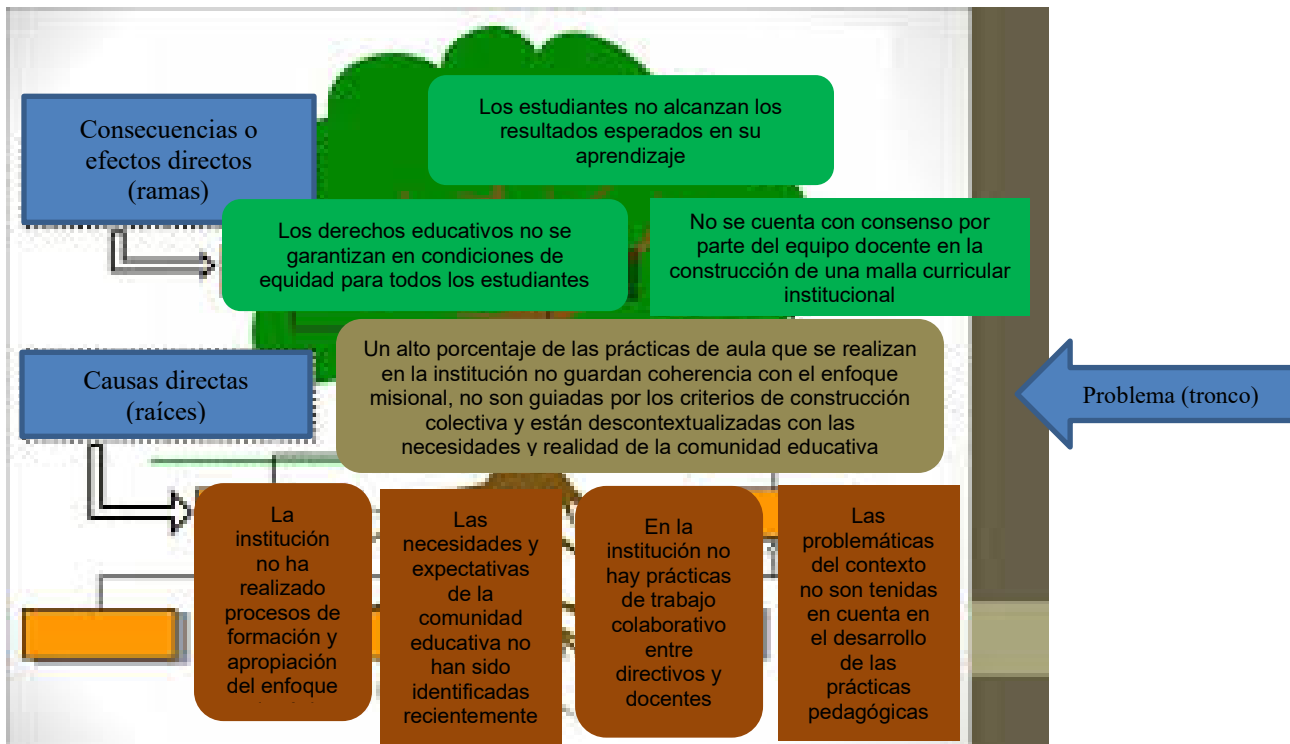 Consecuencias o
efectos directos
(ramas)
Los estudiantes no alcanzan los
resultados esperados en su
aprendizaje
Los derechos educativos no se
garantizan en condiciones de
equidad para todos los estudiantes
No se cuenta con consenso por
parte del equipo docente en la
construcción de una malla curricular
institucional
Causas directas
(raíces)
Un alto porcentaje de las prácticas de aula que se realizan
en la institución no guardan coherencia con el enfoque
misional, no son guiadas por los criterios de construcción
colectiva y están descontextualizadas con las
necesidades y realidad de la comunidad educativa
Problema (tronco)
La
institución
no ha
realizado
procesos de
formación y
apropiación
del enfoque
Las
necesidades y
expectativas
de la
comunidad
educativa no
han sido
identificadas
recientemente
En la
institución no
hay prácticas
de trabajo
colaborativo
entre
directivos y
docentes
Las
problemáticas
del contexto
no son tenidas
en cuenta en
el desarrollo
de las
prácticas
pedagógicas